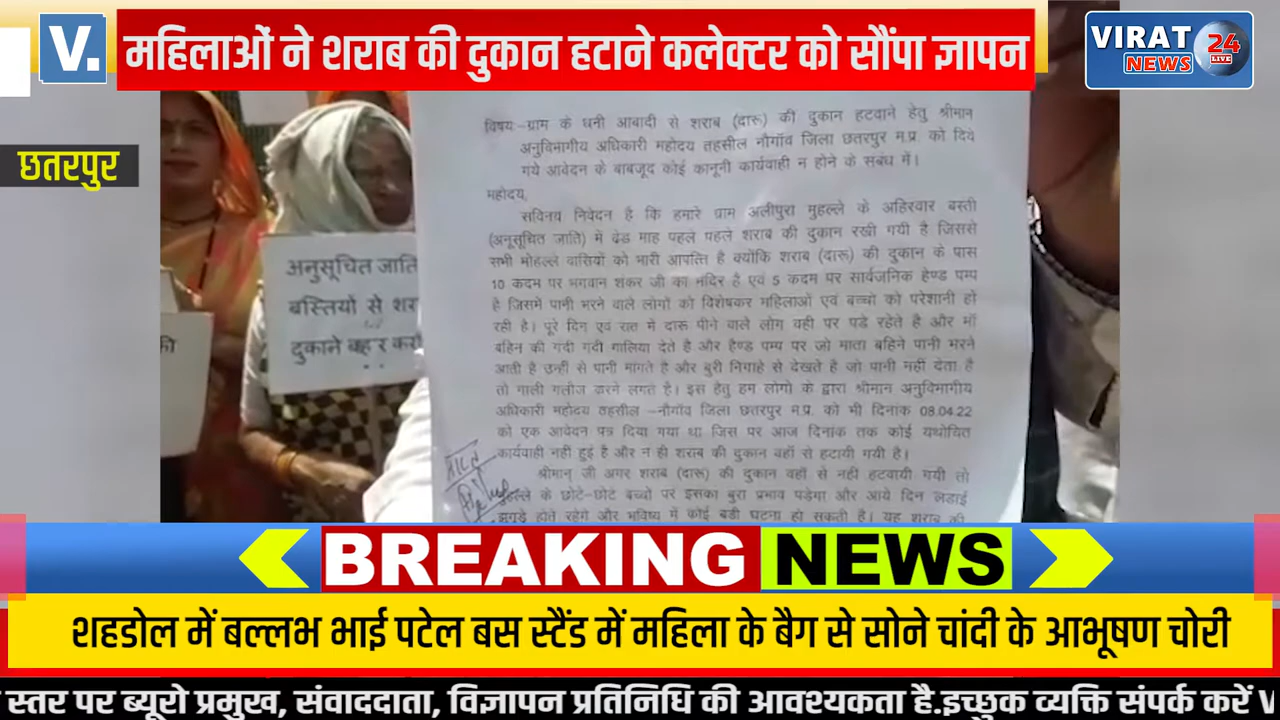 V.
महिलाओं ने शराब की दुकान हटाने कलेक्टर को सौंपा ज्ञापन
VIRAT
NEWS
24
LIVE
छतरपुर
विषय:-ग्राम के धनी आबादी से शराब (दारू) की दुकान हटवाने हेतु श्रीमान
अनुविभागीय अधिकारी महोदय तहसील नौगॉव जिला छतरपुर म.प्र. को दिये
गये आवेदन के बाबजूद कोई कानूनी कार्यवाही न होने के संबंध में।
महोदय,
सविनय निवेदन है कि हमारे ग्राम अलीपुरा मुहल्ले के अहिरवार बस्ती
(अनूसूचित जाति) में ढेड माह पहले पहले शराब की दुकान रखी गयी है जिससे
सभी मोहल्ले वासियों को भारी आपत्ति है क्योंकि शराब (दारू) की दुकान के पास
10 कदम पर भगवान शंकर जी का मंदिर है एवं 5 कदम पर सार्वजनिक हेण्ड पम्प
है जिसमें पानी भरने वाले लोगों को विशेषकर महिलाओं एवं बच्चों को परेशानी हो
रही है। पूरे दिन एवं रात में दारू पीने वाले लोग वही पर पडे रहेते है और माँ
बहिन की गंदी गंदी गालिया देते है और हैण्ड पम्प पर जो माता बहिने पानी भरने
आती है उन्हीं से पानी मांगते है और बुरी निगाहे से देखते है जो पानी नहीं देता है
तो गाली गलौज करने लगते है। इस हेतु हम लोगो के द्वारा श्रीमान अनुविभागीय
अधिकारी महोदय तहसील –नौगॉव जिला छतरपुर म.प्र. को भी दिनांक 08.04.22
को एक आवेदन पत्र दिया गया था जिस पर आज दिनांक तक कोई यथोचित
कार्यवाही नहीं हुई है और न ही शराब की दुकान वहॉ से हटायी गयी है।
श्रीमान् जी अगर शराब (दारू) की दुकान वहॉ से नही हटवायी गयी तो
मुहल्ले के छोटे-छोटे बच्चों पर इसका बुरा प्रभाव पडेगा और आये दिन लडाई
झगड़े होते रहेगे और भविष्य में कोई बडी घटना हो सकती है। यह शराब की
अनुसूचित जाति
बस्तियों से शर
दुकाने बहर करो
की
BREAKING NEWS
शहडोल में बल्लभ भाई पटेल बस स्टैंड में महिला के बैग से सोने चांदी के आभूषण चोरी
स्तर पर ब्यूरो प्रमुख, संवाददाता, विज्ञापन प्रतिनिधि की आवश्यकता है.इच्छुक व्यक्ति संपर्क करें V